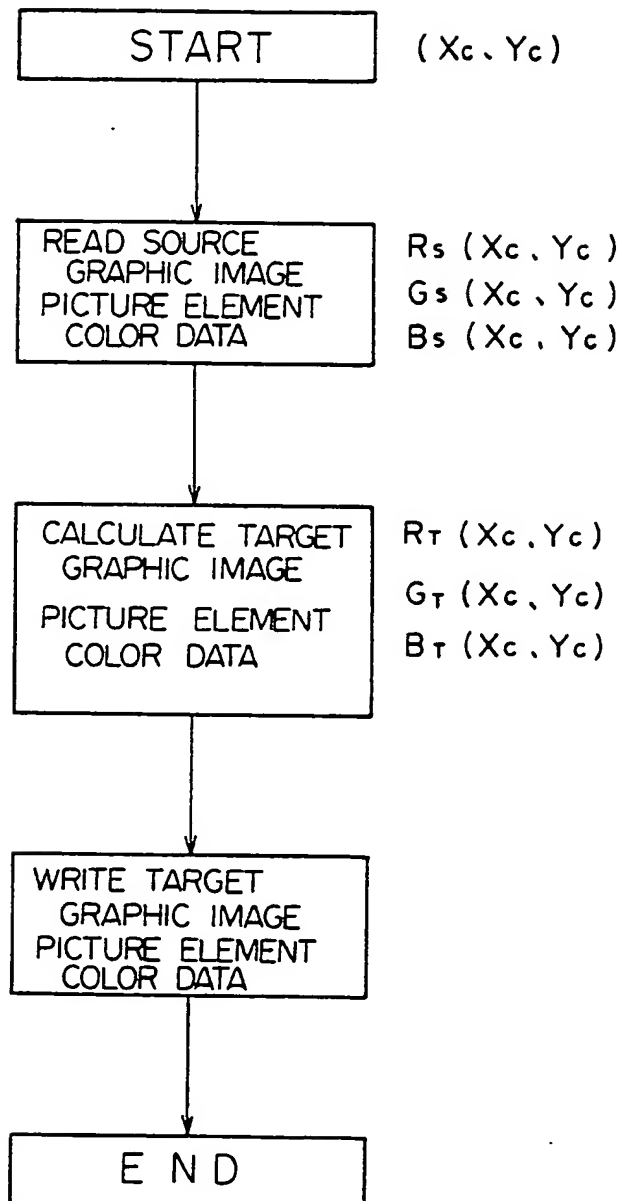 START
(Xc、Yc)
READ SOURCE
GRAPHIC IMAGE
PICTURE ELEMENT
COLOR DATA
Rs (Xc、Yc)
Gs (Xc、Yc)
Bs (Xc、Yc)
CALCULATE TARGET
GRAPHIC IMAGE
PICTURE ELEMENT
COLOR DATA
RT (Xc、Yc)
GT (Xc、Yc)
BT (Xc、Yc)
WRITE TARGET
GRAPHIC IMAGE
PICTURE ELEMENT
COLOR DATA
END